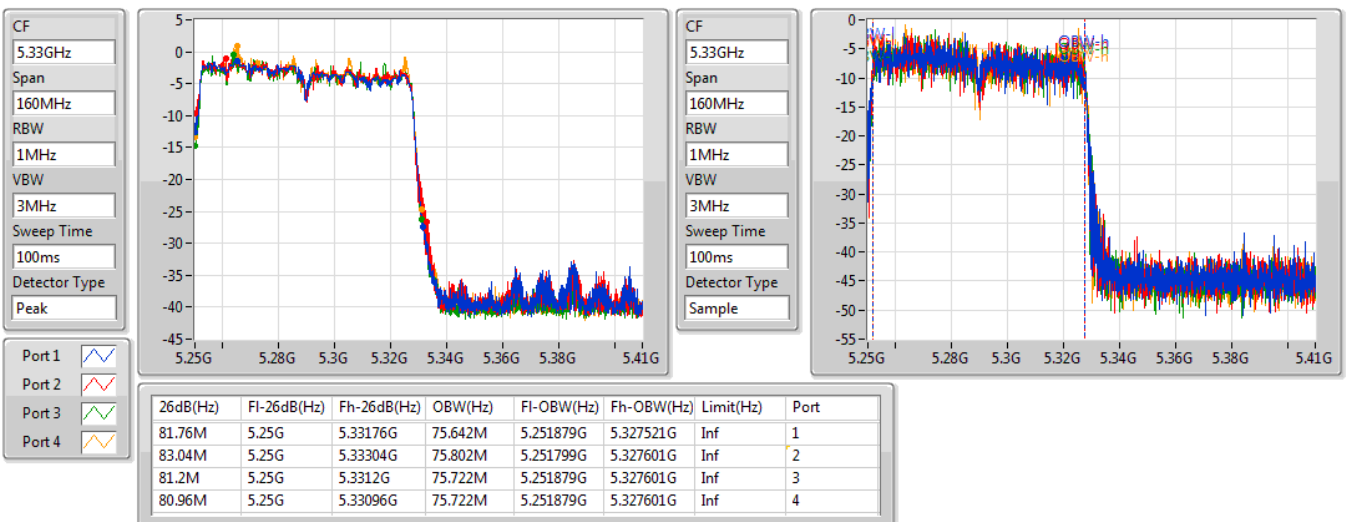 CF
5.33GHz
Span
160MHz
RBW
1MHz
VBW
3MHz
Sweep Time
100ms
Detector Type
Peak
5
0
-5
-10
-15
-20
-25
-30
-35
-40
-45
5.25G 5.28G 5.3G 5.32G 5.34G 5.36G 5.38G 5.41G
CF
5.33GHz
Span
160MHz
RBW
1MHz
VBW
3MHz
Sweep Time
100ms
Detector Type
Sample
0
-5
-10
-15
-20
-25
-30
-35
-40
-45
-50
-55
OBW-h
OBW-h
5.25G 5.28G 5.3G 5.32G 5.34G 5.36G 5.38G 5.41G
Port 1
Port 2
Port 3
Port 4
26dB(Hz) Fl-26dB(Hz) Fh-26dB(Hz) OBW(Hz) Fl-OBW(Hz) Fh-OBW(Hz) Limit(Hz) Port
81.76M 5.25G 5.33176G 75.642M 5.251879G 5.327521G Inf 1
83.04M 5.25G 5.33304G 75.802M 5.251799G 5.327601G Inf 2
81.2M 5.25G 5.3312G 75.722M 5.251879G 5.327601G Inf 3
80.96M 5.25G 5.33096G 75.722M 5.251879G 5.327601G Inf 4